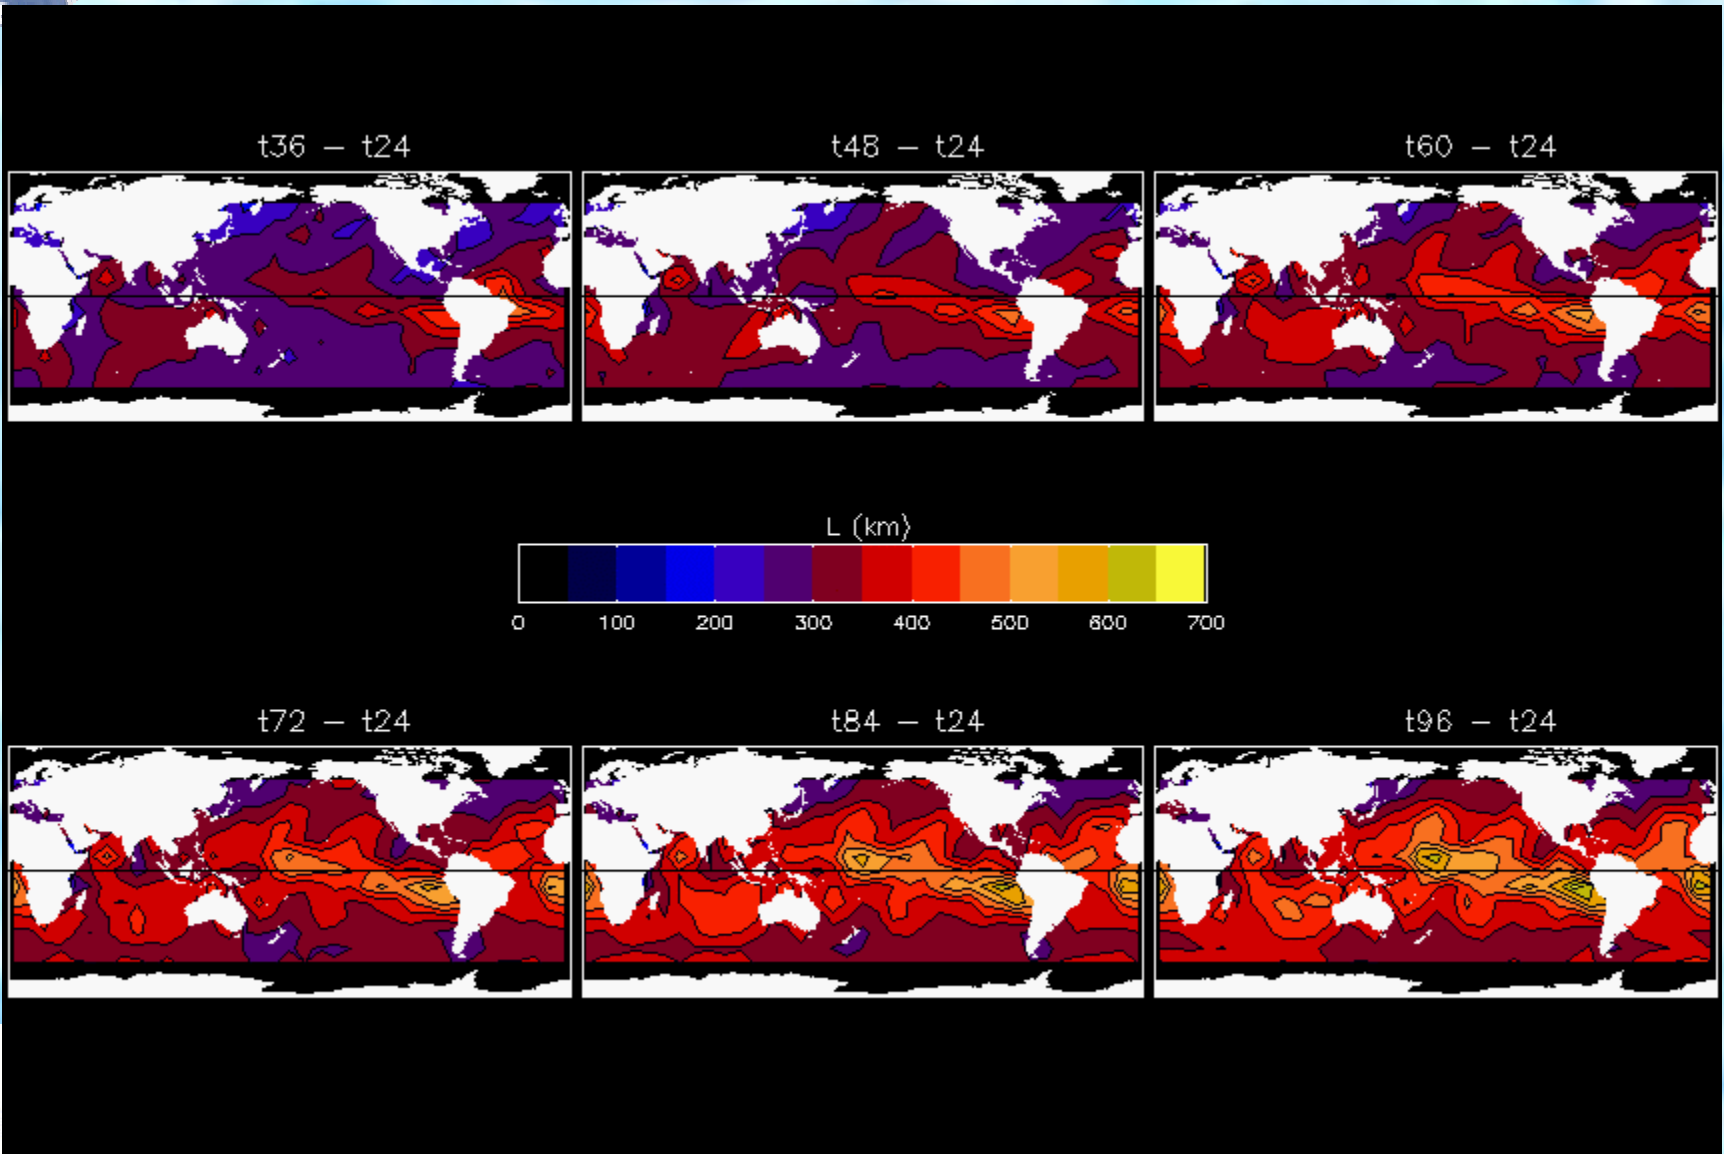 t36 – t24
t48 – t24
t60 – t24
L (km)
0 100 200 300 400 500 600 700
t72 – t24
t84 – t24
t96 – t24